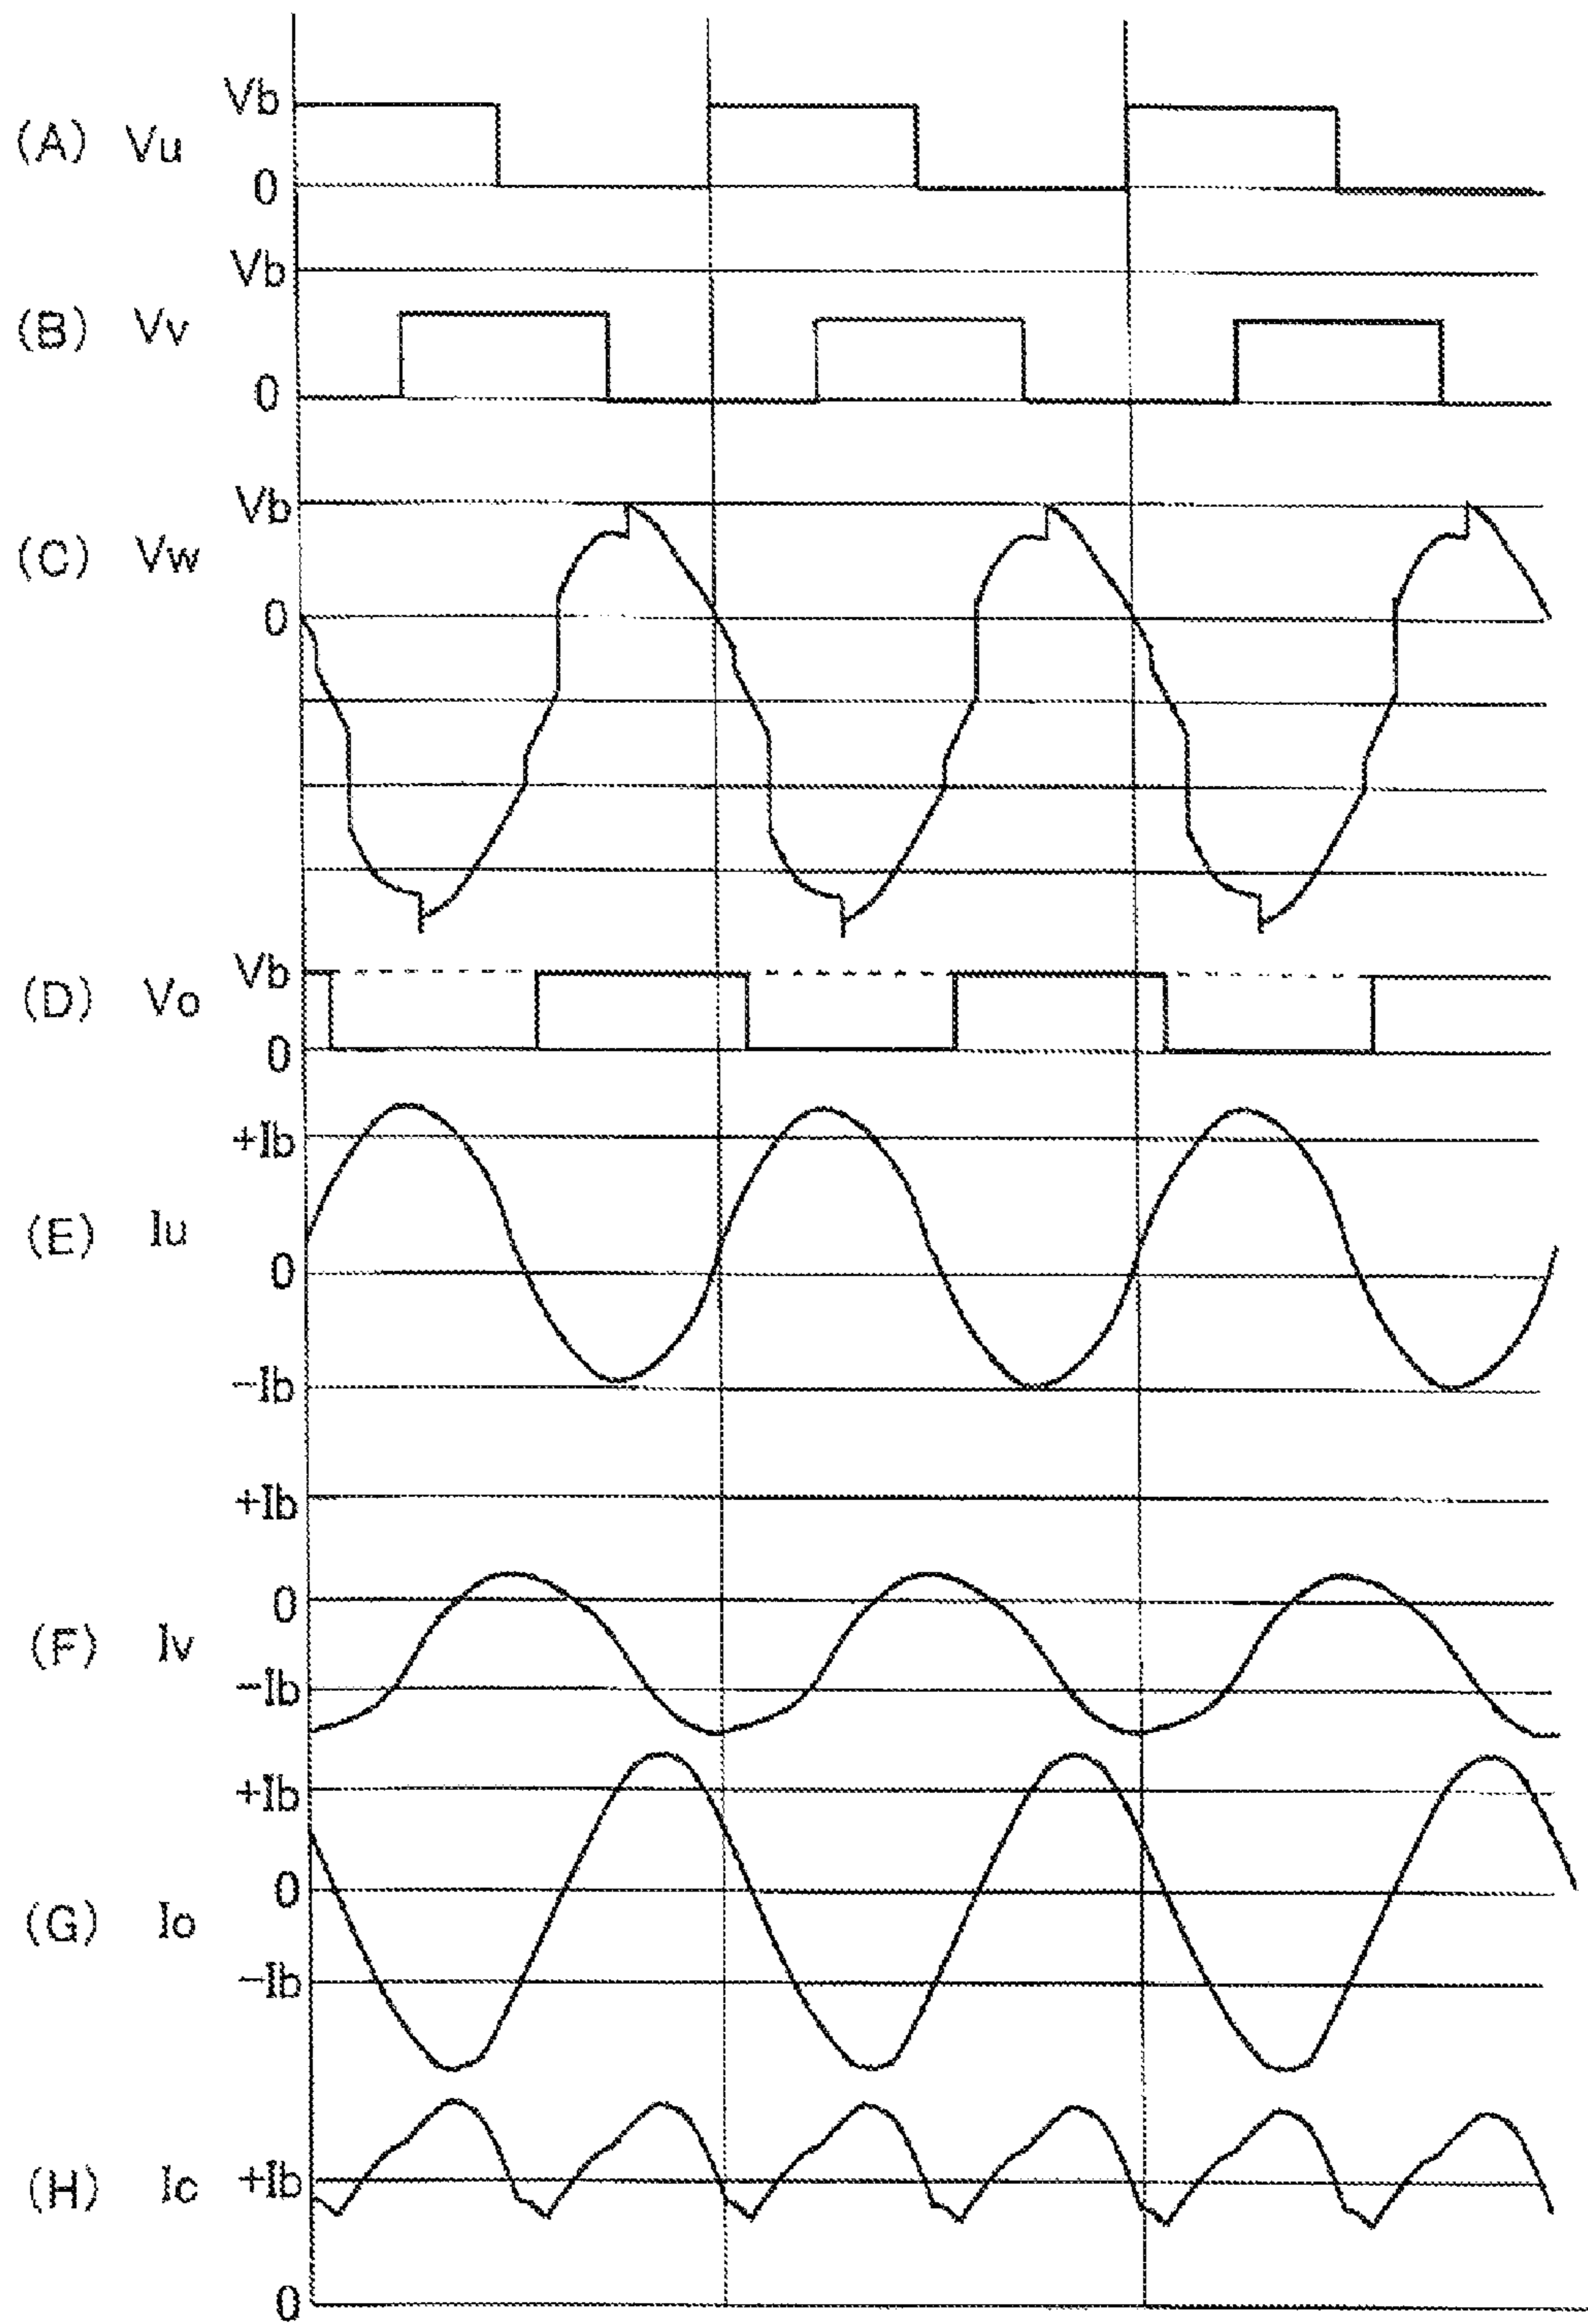 Vb
(A) Vu
0
Vb
(B) Vv
0
Vb
(C) Vw
0
Vb
(D) Vo
0
+Ib
(E) Iu
0
-Ib
+Ib
0
(F) Iv
-Ib
+Ib
0
(G) Io
-Ib
(H) Ic +Ib
0